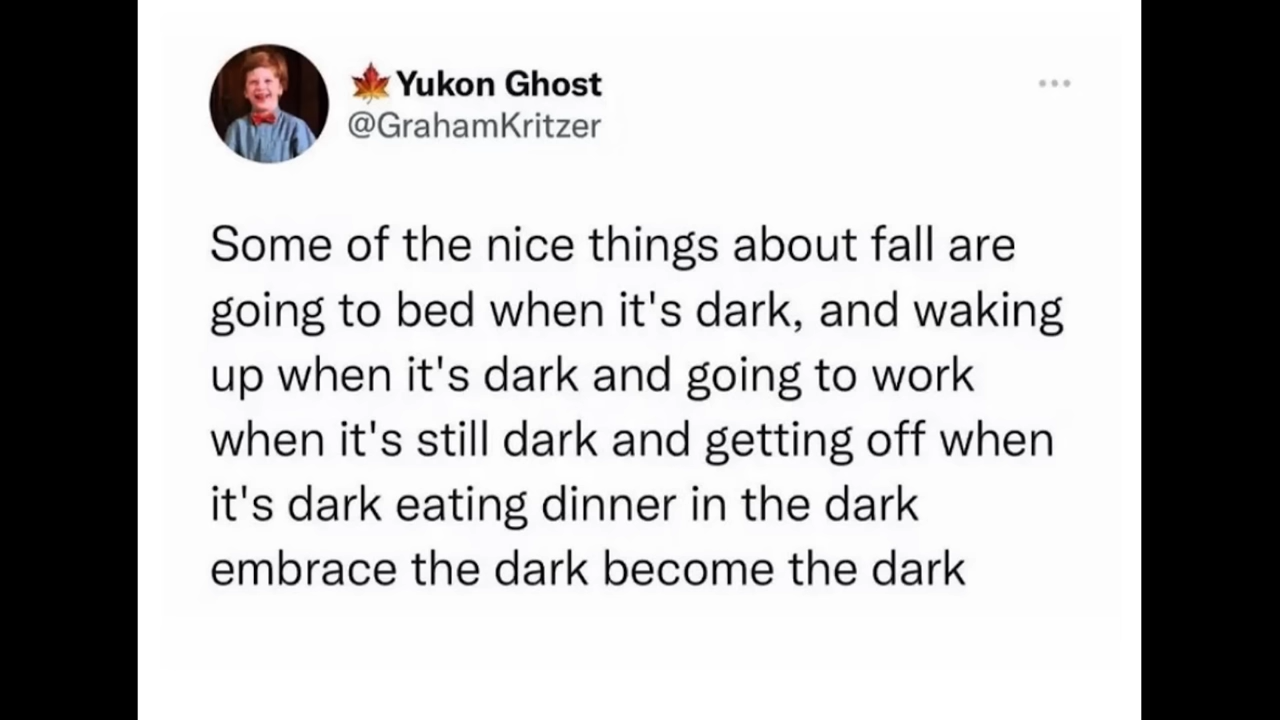 🍁Yukon Ghost
@GrahamKritzer
Some of the nice things about fall are
going to bed when it's dark, and waking
up when it's dark and going to work
when it's still dark and getting off when
it's dark eating dinner in the dark
embrace the dark become the dark